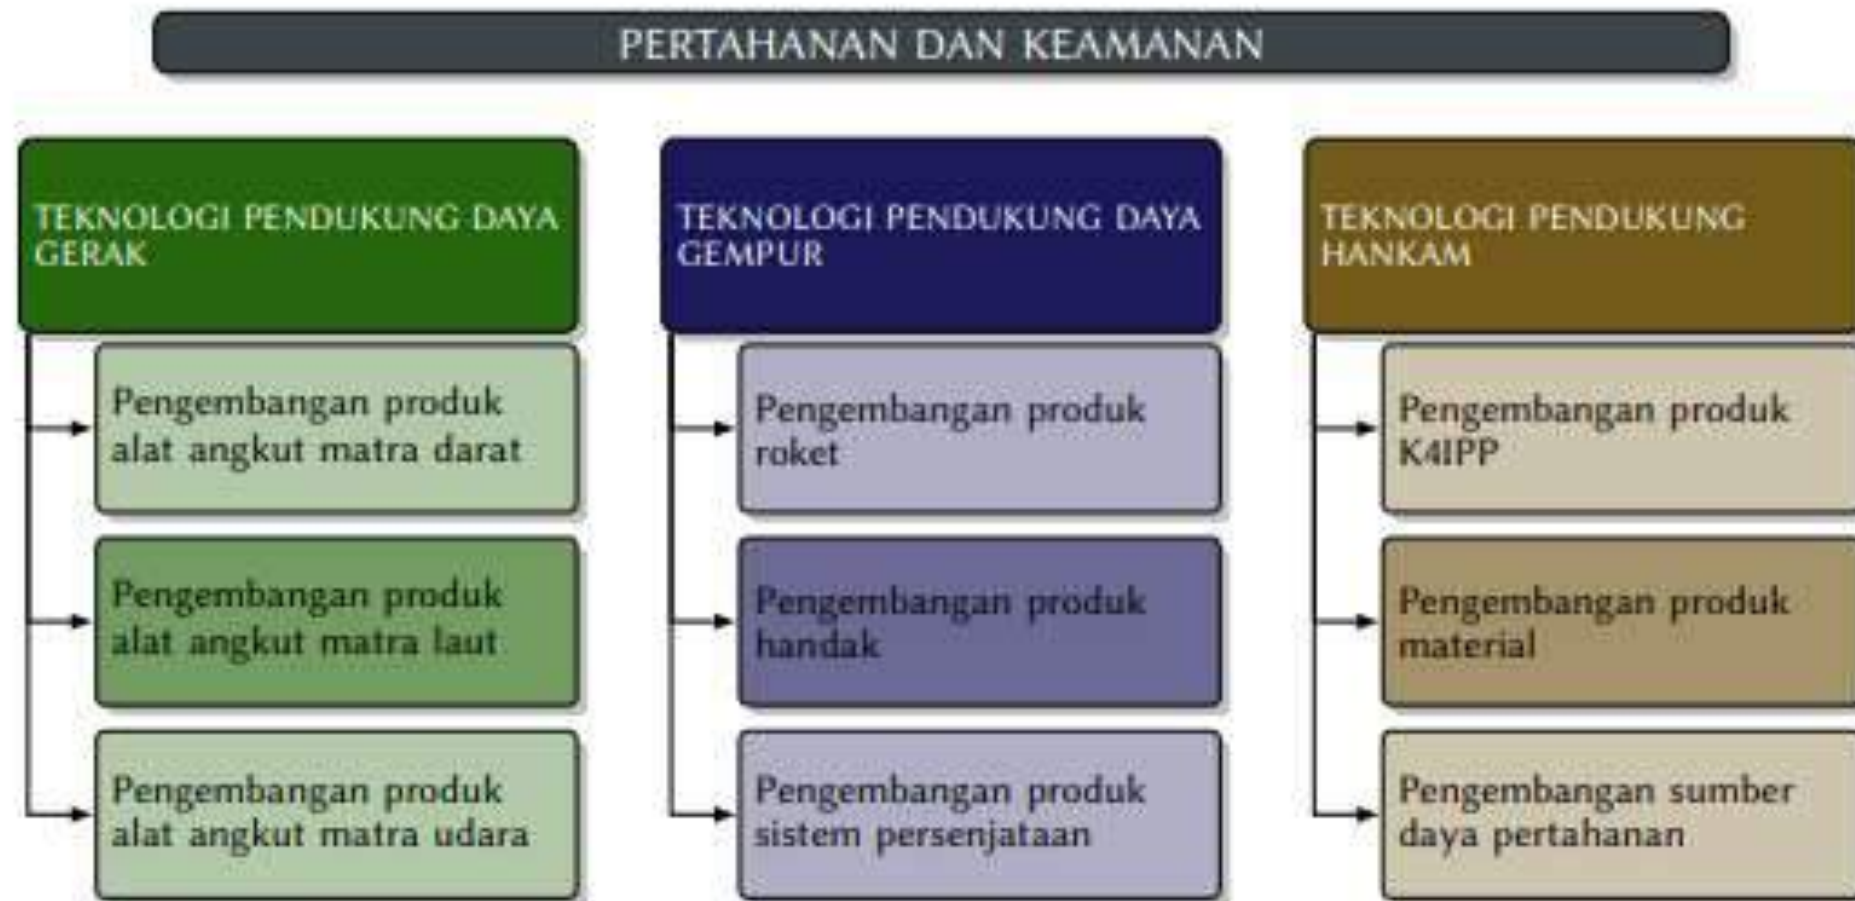 PERTAHANAN DAN KEAMANAN
TEKNOLOGI PENDUKUNG DAYA
GERAK
Pengembangan produk
alat angkut matra darat
Pengembangan produk
alat angkut matra laut
Pengembangan produk
alat angkut matra udara
TEKNOLOGI PENDUKUNG DAYA
GEMPUR
Pengembangan produk
roket
Pengembangan produk
handak
Pengembangan produk
sistem persenjataan
TEKNOLOGI PENDUKUNG
HANKAM
Pengembangan produk
K4IPP
Pengembangan produk
material
Pengembangan sumber
daya pertahanan